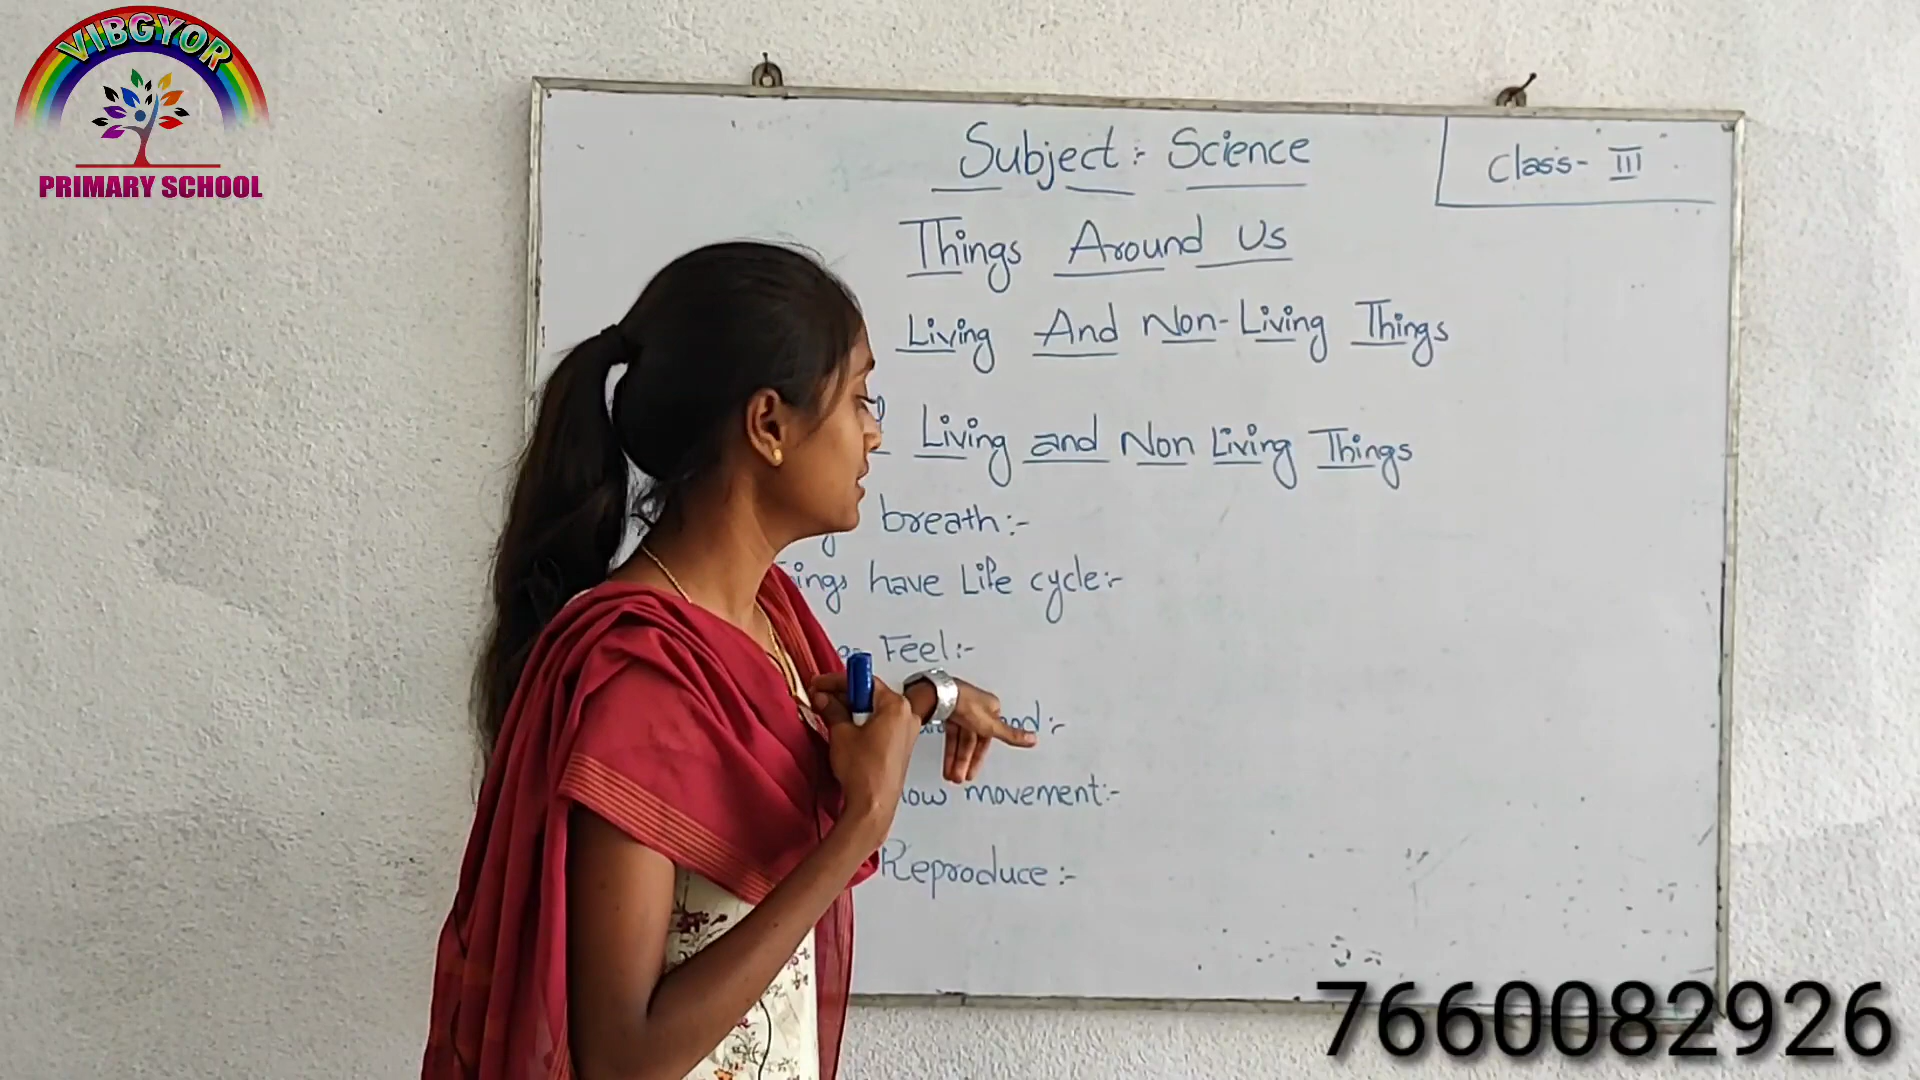 VIBGYOR
PRIMARY SCHOOL
Subject :- Science
Class- III
Things Around Us
Living And Non-Living Things
Living and Non Living Things
breath:-
have Life cycle:-
Feel:-
movement:-
Reproduce :-
7660082926